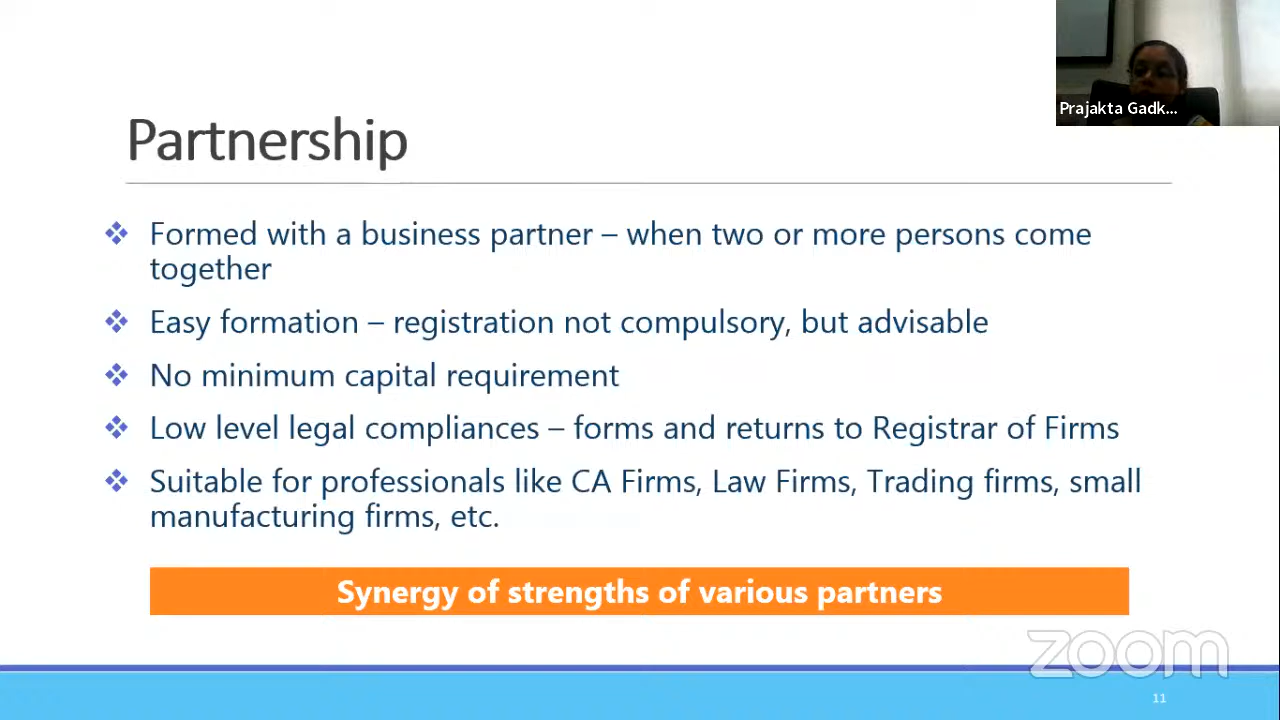 Prajakta Gadk...
Partnership
❖ Formed with a business partner – when two or more persons come
together
❖ Easy formation – registration not compulsory, but advisable
❖ No minimum capital requirement
❖ Low level legal compliances – forms and returns to Registrar of Firms
❖ Suitable for professionals like CA Firms, Law Firms, Trading firms, small
manufacturing firms, etc.
Synergy of strengths of various partners
zoom
11